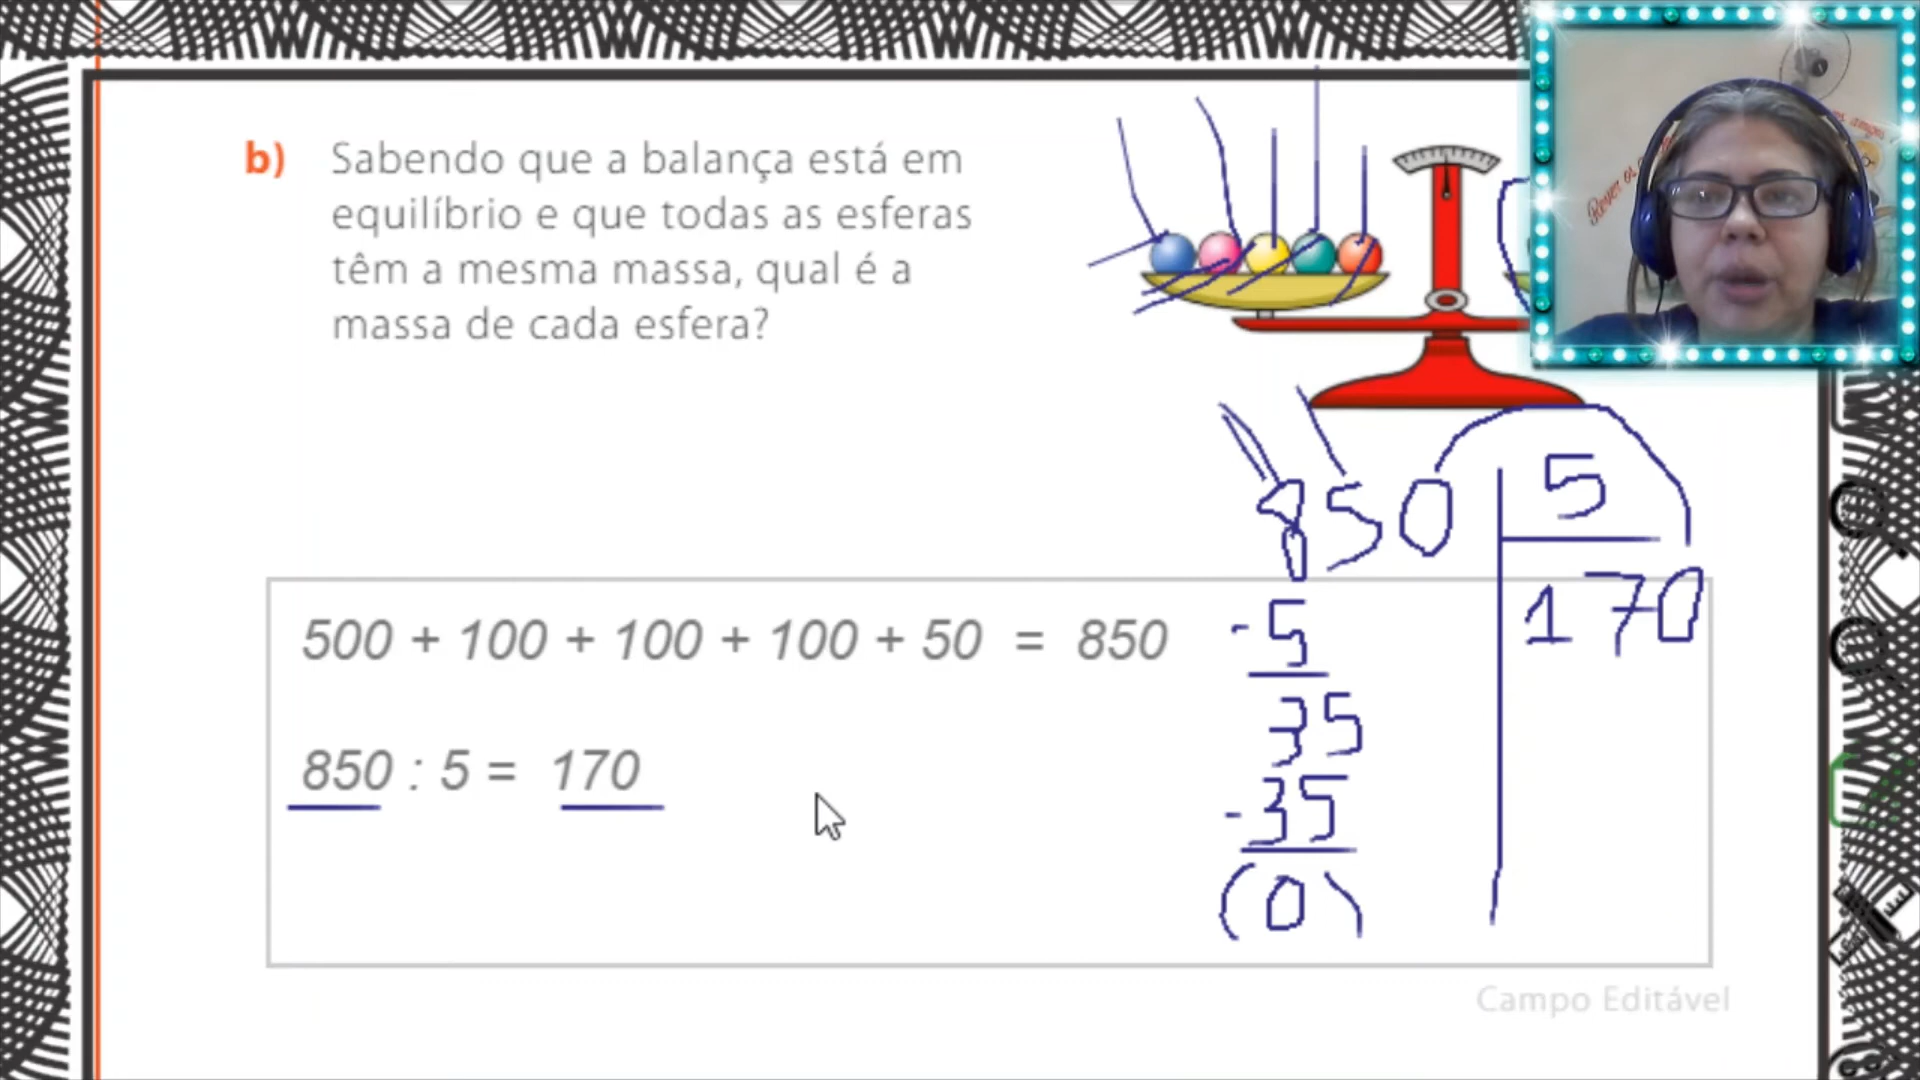 b) Sabendo que a balança está em
equilíbrio e que todas as esferas
têm a mesma massa, qual é a
massa de cada esfera?
850 5
170
- 5
35
- 35
(0)
500 + 100 + 100 + 100 + 50 = 850
850 : 5 = 170
Campo Editável